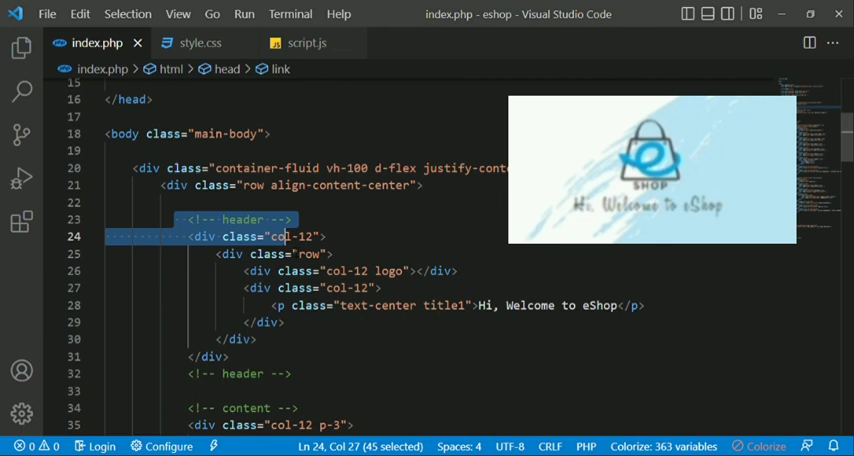 File Edit Selection View Go Run Terminal Help index.php - eshop - Visual Studio Code
index.php style.css script.js
index.php > html > head > link
15
16 </head>
17
18 <body class="main-body">
19
20 <div class="container-fluid vh-100 d-flex justify-conte
21 <div class="row align-content-center">
22
23 <!-- header -->
24 <div class="col-12">
25 <div class="row">
26 <div class="col-12 logo"></div>
27 <div class="col-12">
28 <p class="text-center title1">Hi, Welcome to eShop</p>
29 </div>
30 </div>
31 </div>
32 <!-- header -->
33
34 <!-- content -->
35 <div class="col-12 p-3">
e
SHOP
Hi, Welcome to eShop
0 0 Login Configure Ln 24, Col 27 (45 selected) Spaces: 4 UTF-8 CRLF PHP Colorize: 363 variables Colorize